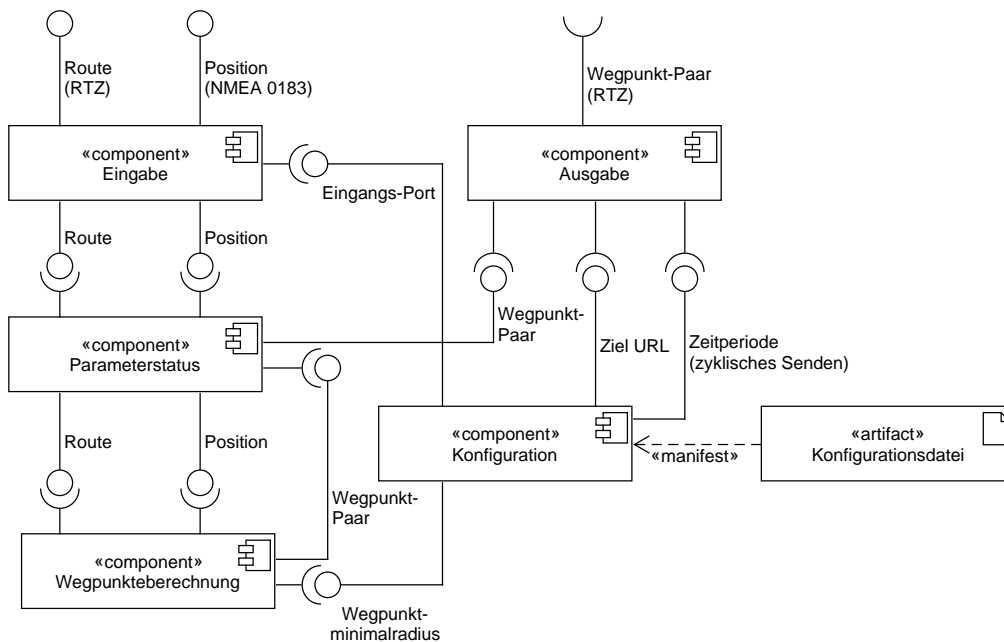 Route
(RTZ)
Position
(NMEA 0183)
Wegpunkt-Paar
(RTZ)
«component»
Eingabe
«component»
Ausgabe
Eingangs-Port
Route
Position
Wegpunkt-
Paar
Ziel URL
Zeitperiode
(zyklisches Senden)
«component»
Parameterstatus
Route
Position
Wegpunkt-
Paar
«component»
Konfiguration
«manifest»
«artifact»
Konfigurationsdatei
«component»
Wegpunkteberechnung
Wegpunkt-
minimalradius